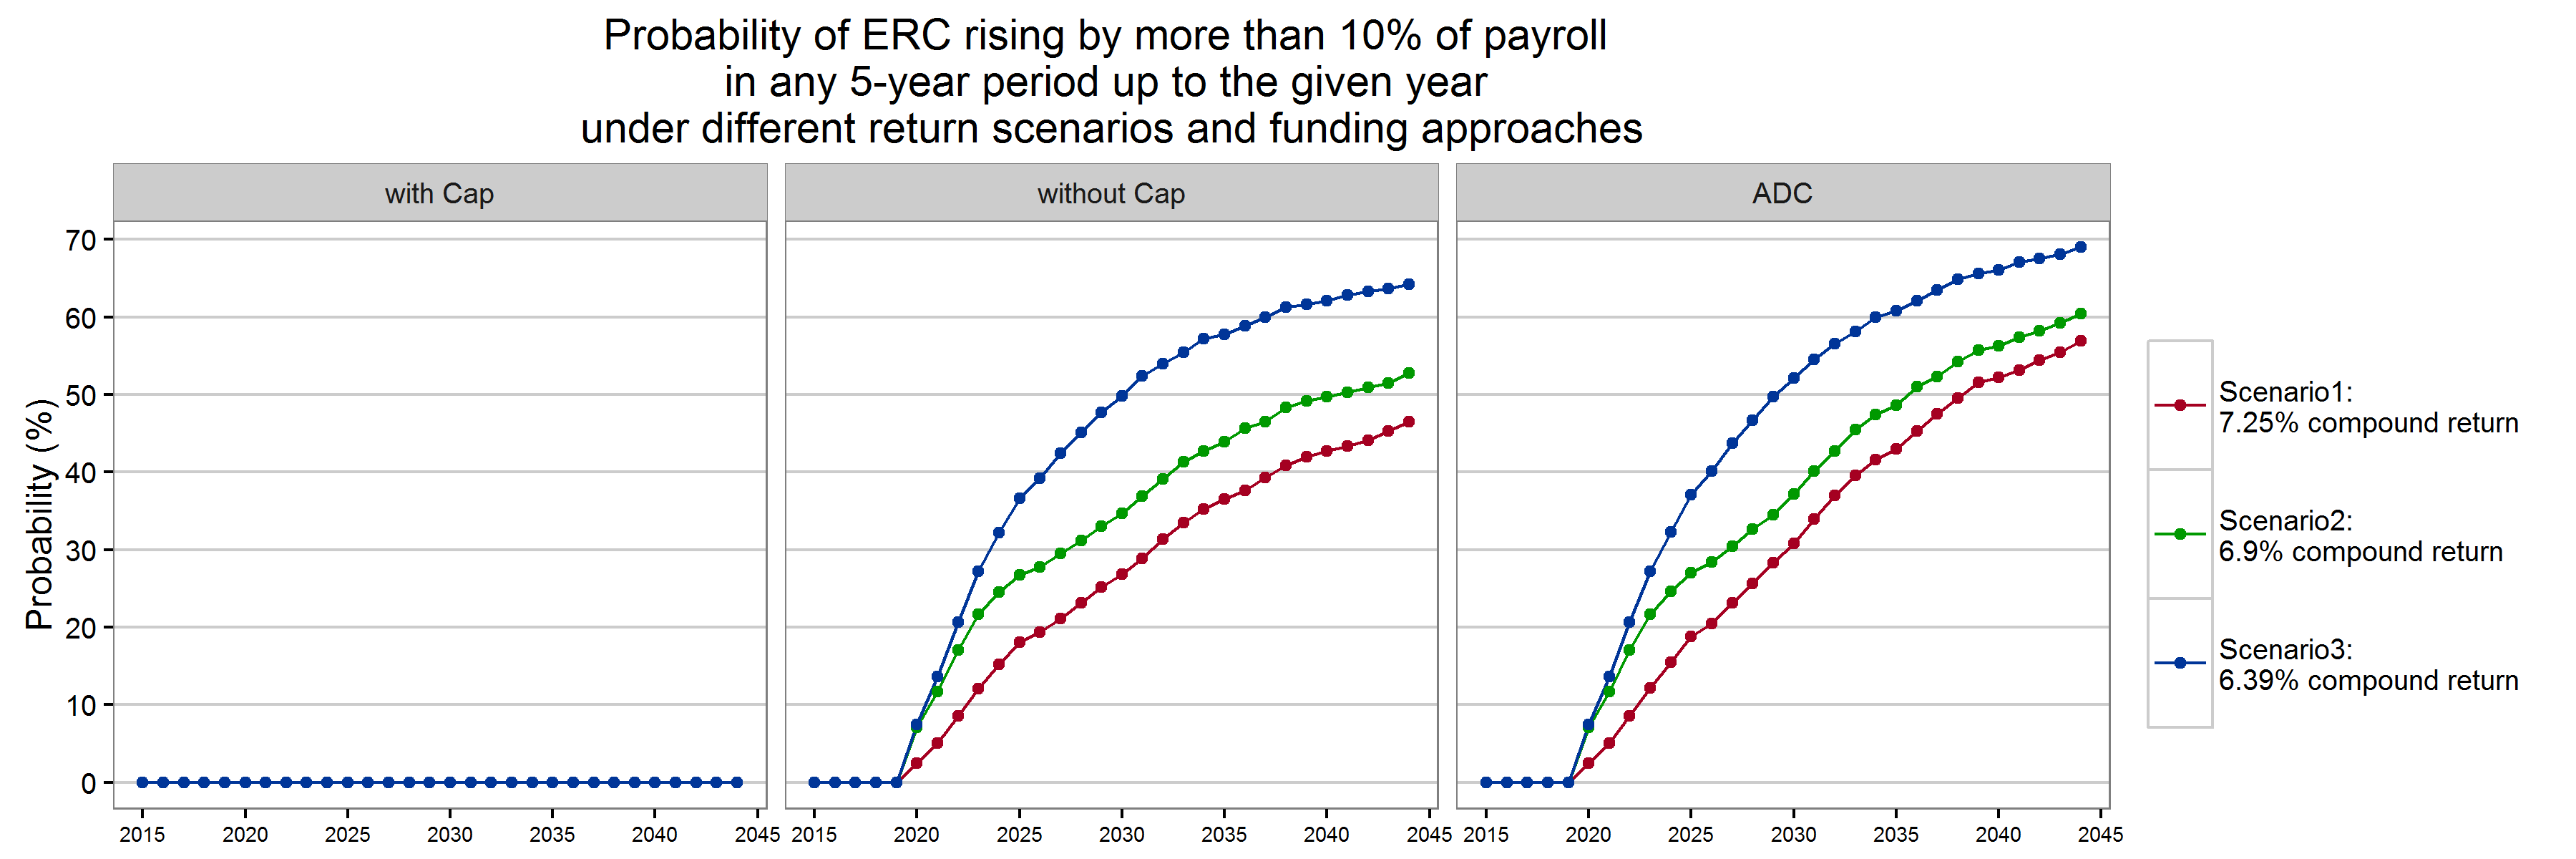 Probability of ERC rising by more than 10% of payroll
in any 5-year period up to the given year
under different return scenarios and funding approaches
with Cap
without Cap
ADC
Probability (%)
70
60
50
40
30
20
10
0
2015 2020 2025 2030 2035 2040 2045
2015 2020 2025 2030 2035 2040 2045
2015 2020 2025 2030 2035 2040 2045
Scenario1:
7.25% compound return
Scenario2:
6.9% compound return
Scenario3:
6.39% compound return